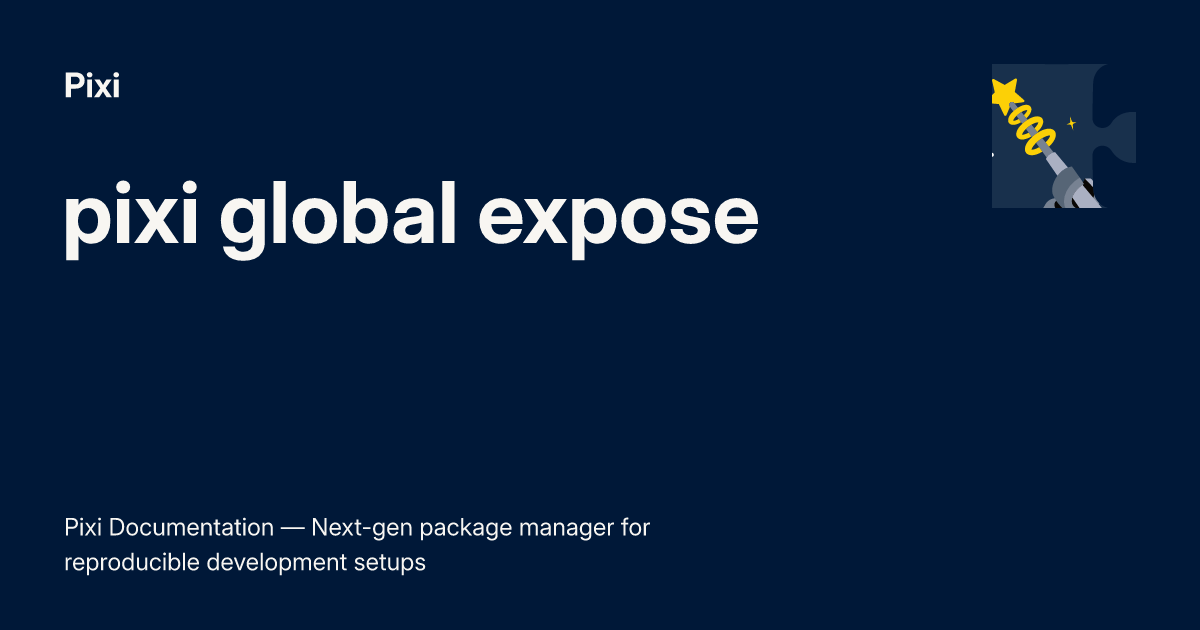 Pixi
pixi global expose
Pixi Documentation — Next-gen package manager for
reproducible development setups